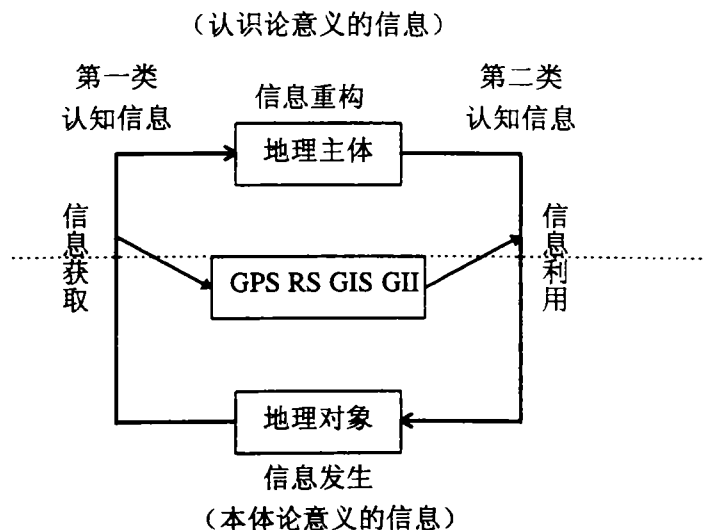 （认识论意义的信息）
第一类
认知信息
信息重构
第二类
认知信息
地理主体
信息获取
GPS RS GIS GII
信息利用
地理对象
信息发生
（本体论意义的信息）